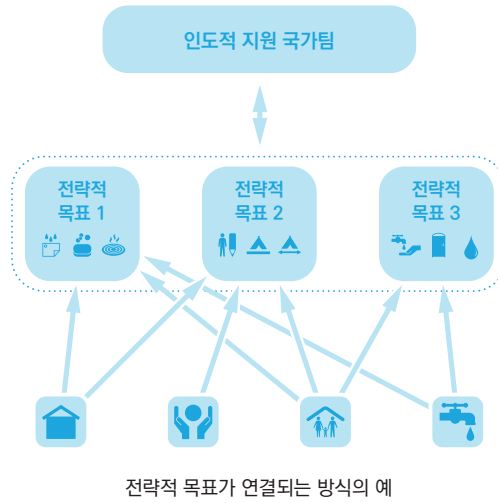 인도적 지원 국가팀
전략적
목표 1
전략적
목표 2
전략적
목표 3
전략적 목표가 연결되는 방식의 예